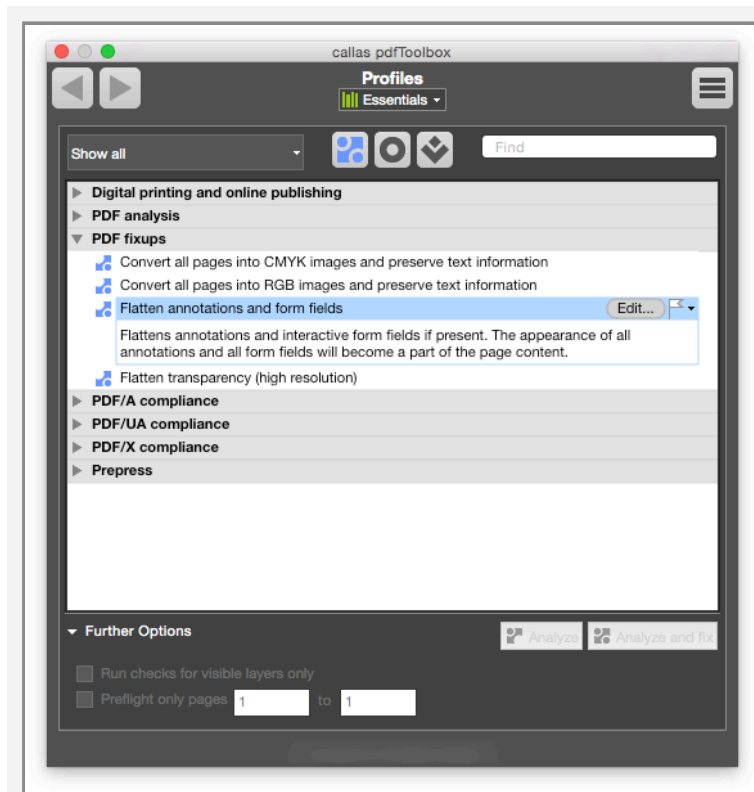 callas pdfToolbox
Profiles
Essentials
Show all
Find
Digital printing and online publishing
PDF analysis
PDF fixups
Convert all pages into CMYK images and preserve text information
Convert all pages into RGB images and preserve text information
Flatten annotations and form fields Edit...
Flattens annotations and interactive form fields if present. The appearance of all
annotations and all form fields will become a part of the page content.
Flatten transparency (high resolution)
PDF/A compliance
PDF/UA compliance
PDF/X compliance
Prepress
Further Options Analyze Analyze and fix
Run checks for visible layers only
Preflight only pages 1 to 1